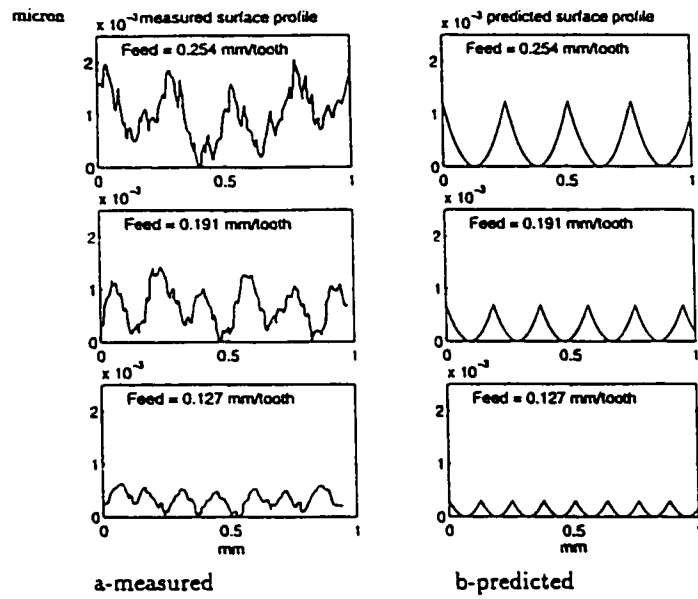 micron
x 10⁻³ measured surface profile
Feed = 0.254 mm/tooth
2
1
0
0 0.5 1
x 10⁻³ predicted surface profile
Feed = 0.254 mm/tooth
2
1
0
0 0.5 1
x 10⁻³
Feed = 0.191 mm/tooth
2
1
0
0 0.5 1
x 10⁻³
Feed = 0.191 mm/tooth
2
1
0
0 0.5 1
x 10⁻³
Feed = 0.127 mm/tooth
2
1
0
0 0.5 1
mm
x 10⁻³
Feed = 0.127 mm/tooth
2
1
0
0 0.5 1
mm
a-measured
b-predicted